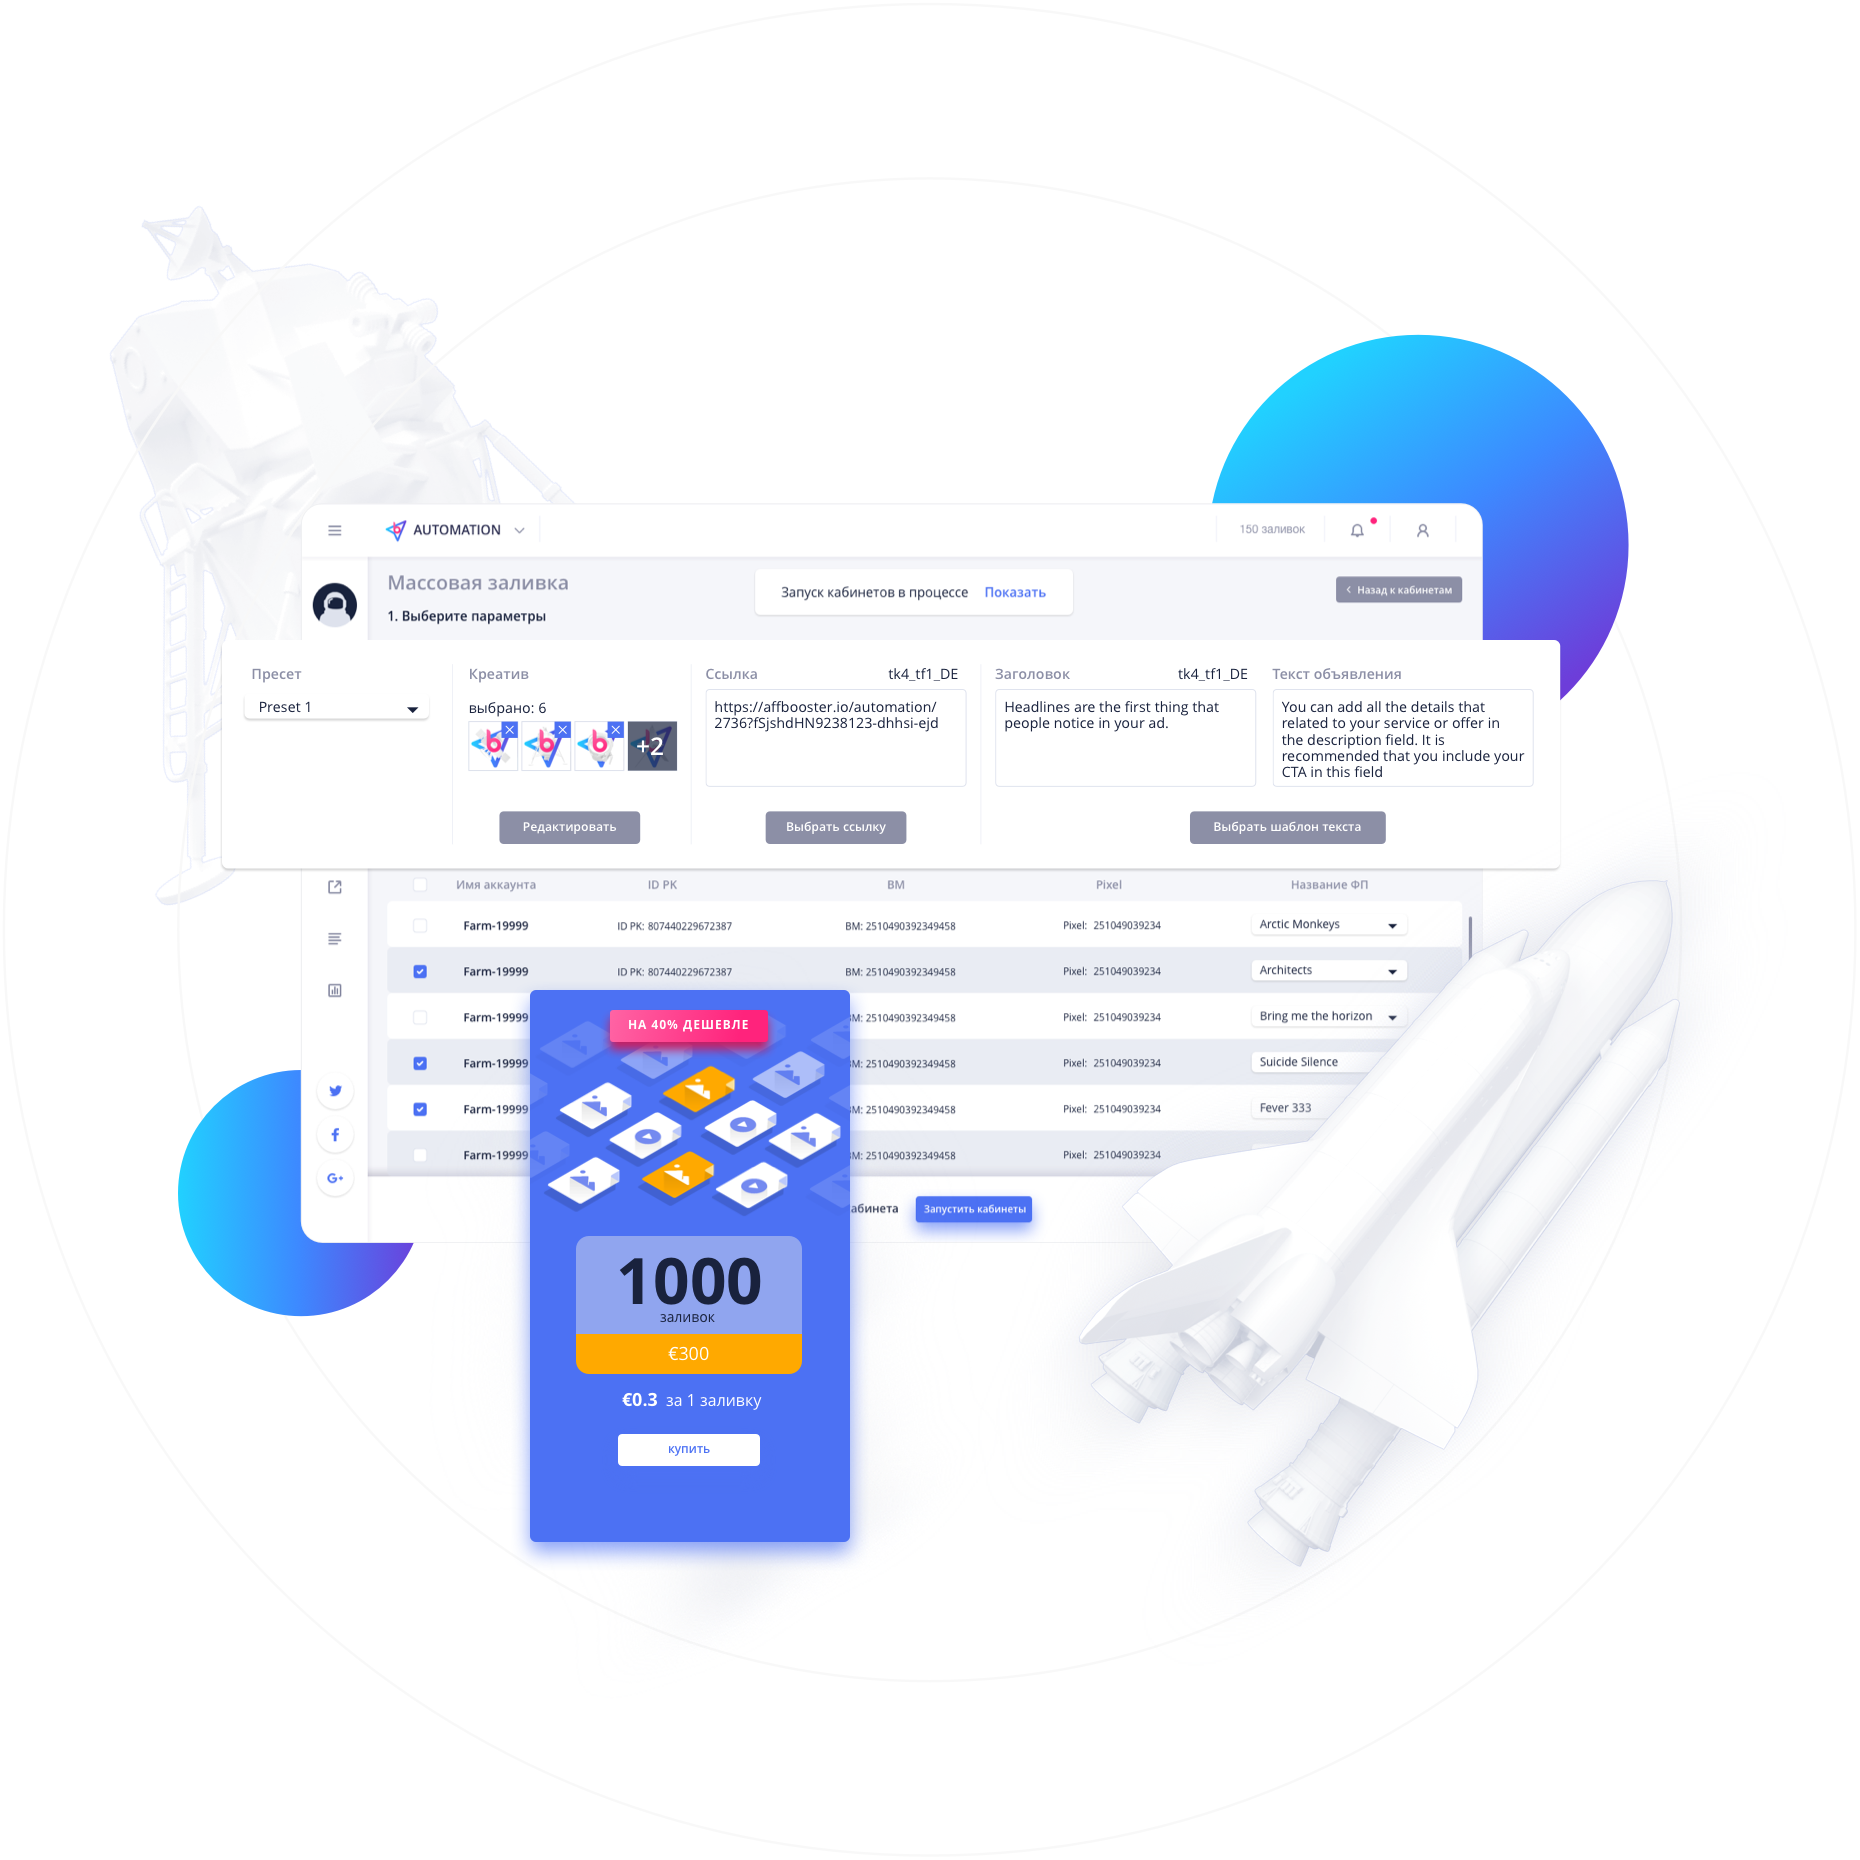 AUTOMATION
150 заливок
Массовая заливка
Запуск кабинетов в процессе Показать
Назад к кабинетам
1. Выберите параметры
Пресет
Preset 1
Креатив
выбрано: 6
+2
Редактировать
Ссылка tk4_tf1_DE
https://affbooster.io/automation/
2736?fSjshdHN9238123-dhhsi-ejd
Выбрать ссылку
Заголовок tk4_tf1_DE
Headlines are the first thing that
people notice in your ad.
Текст объявления
You can add all the details that
related to your service or offer in
the description field. It is
recommended that you include your
CTA in this field
Выбрать шаблон текста
Имя аккаунта ID PK BM Pixel Название ФП
Farm-19999 ID PK: 807440229672387 BM: 2510490392349458 Pixel: 251049039234 Arctic Monkeys
Farm-19999 ID PK: 807440229672387 BM: 2510490392349458 Pixel: 251049039234 Architects
Farm-19999 BM: 2510490392349458 Pixel: 251049039234 Bring me the horizon
Farm-19999 BM: 2510490392349458 Pixel: 251049039234 Suicide Silence
Farm-19999 BM: 2510490392349458 Pixel: 251049039234 Fever 333
Farm-19999 BM: 2510490392349458 Pixel: 251049039234
абинета Запустить кабинеты
НА 40% ДЕШЕВЛЕ
1000
заливок
€300
€0.3 за 1 заливку
купить